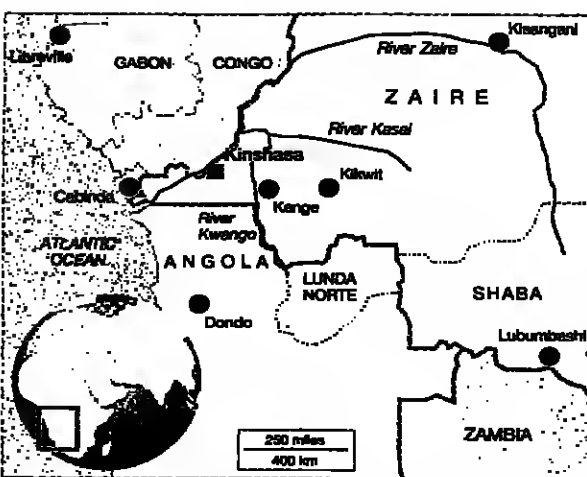 Libreville
GABON
CONGO
River Zaire
Kisangani
ZAIRE
River Kasai
Kinshasa
Cabinda
Kenge
Kikwit
River
Kwango
ATLANTIC
OCEAN
ANGOLA
LUNDA
NORTE
SHABA
Dondo
Lubumbashi
ZAMBIA
250 miles
400 km